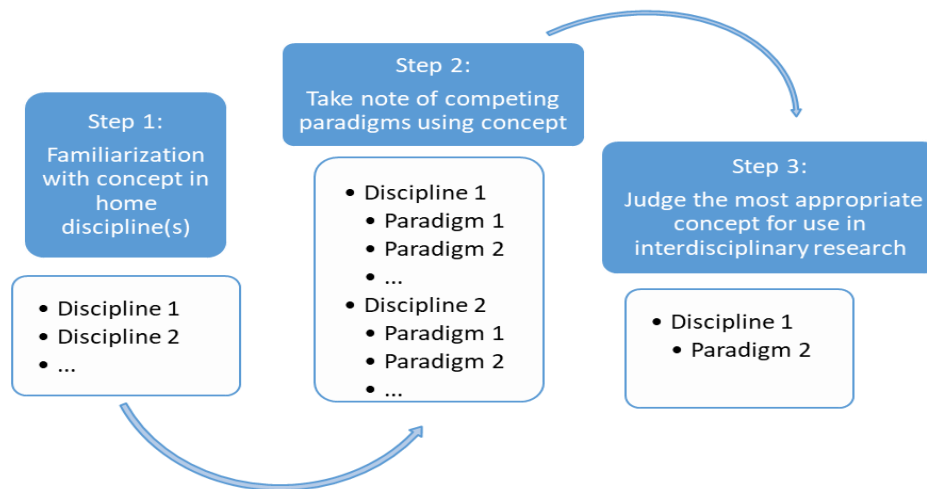 Step 1:
Familiarization
with concept in
home
discipline(s)
• Discipline 1
• Discipline 2
• ...
Step 2:
Take note of competing
paradigms using concept
• Discipline 1
• Paradigm 1
• Paradigm 2
• ...
• Discipline 2
• Paradigm 1
• Paradigm 2
• ...
Step 3:
Judge the most appropriate
concept for use in
interdisciplinary research
• Discipline 1
• Paradigm 2